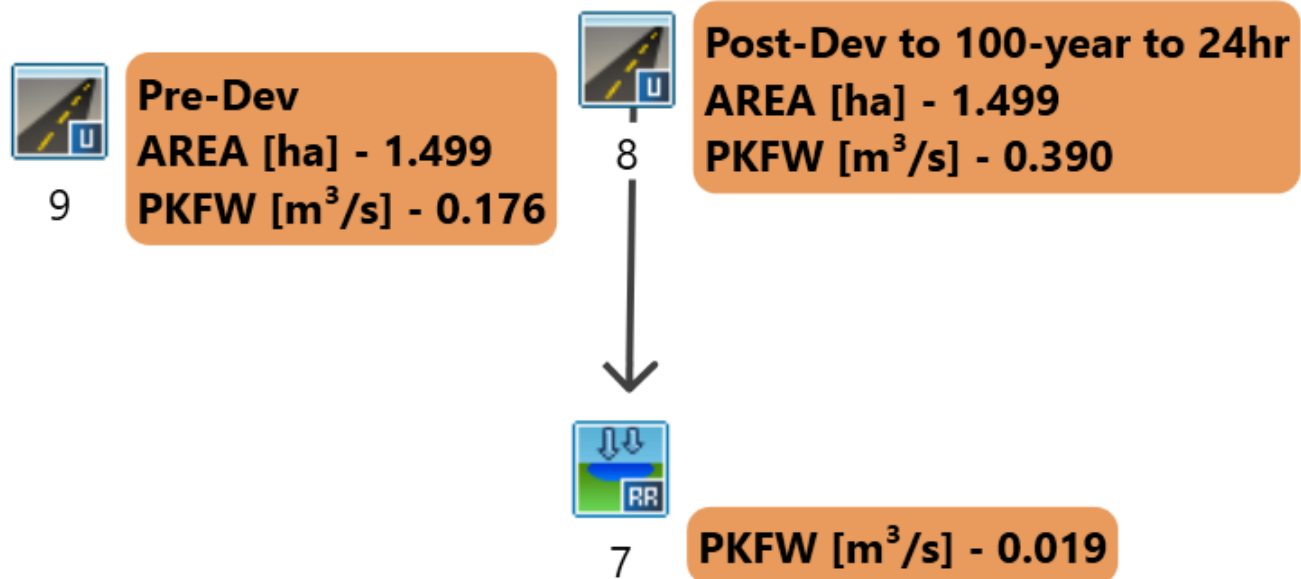 U
9
Pre-Dev
AREA [ha] - 1.499
PKFW [m³/s] - 0.176
U
8
Post-Dev to 100-year to 24hr
AREA [ha] - 1.499
PKFW [m³/s] - 0.390
RR
7
PKFW [m³/s] - 0.019